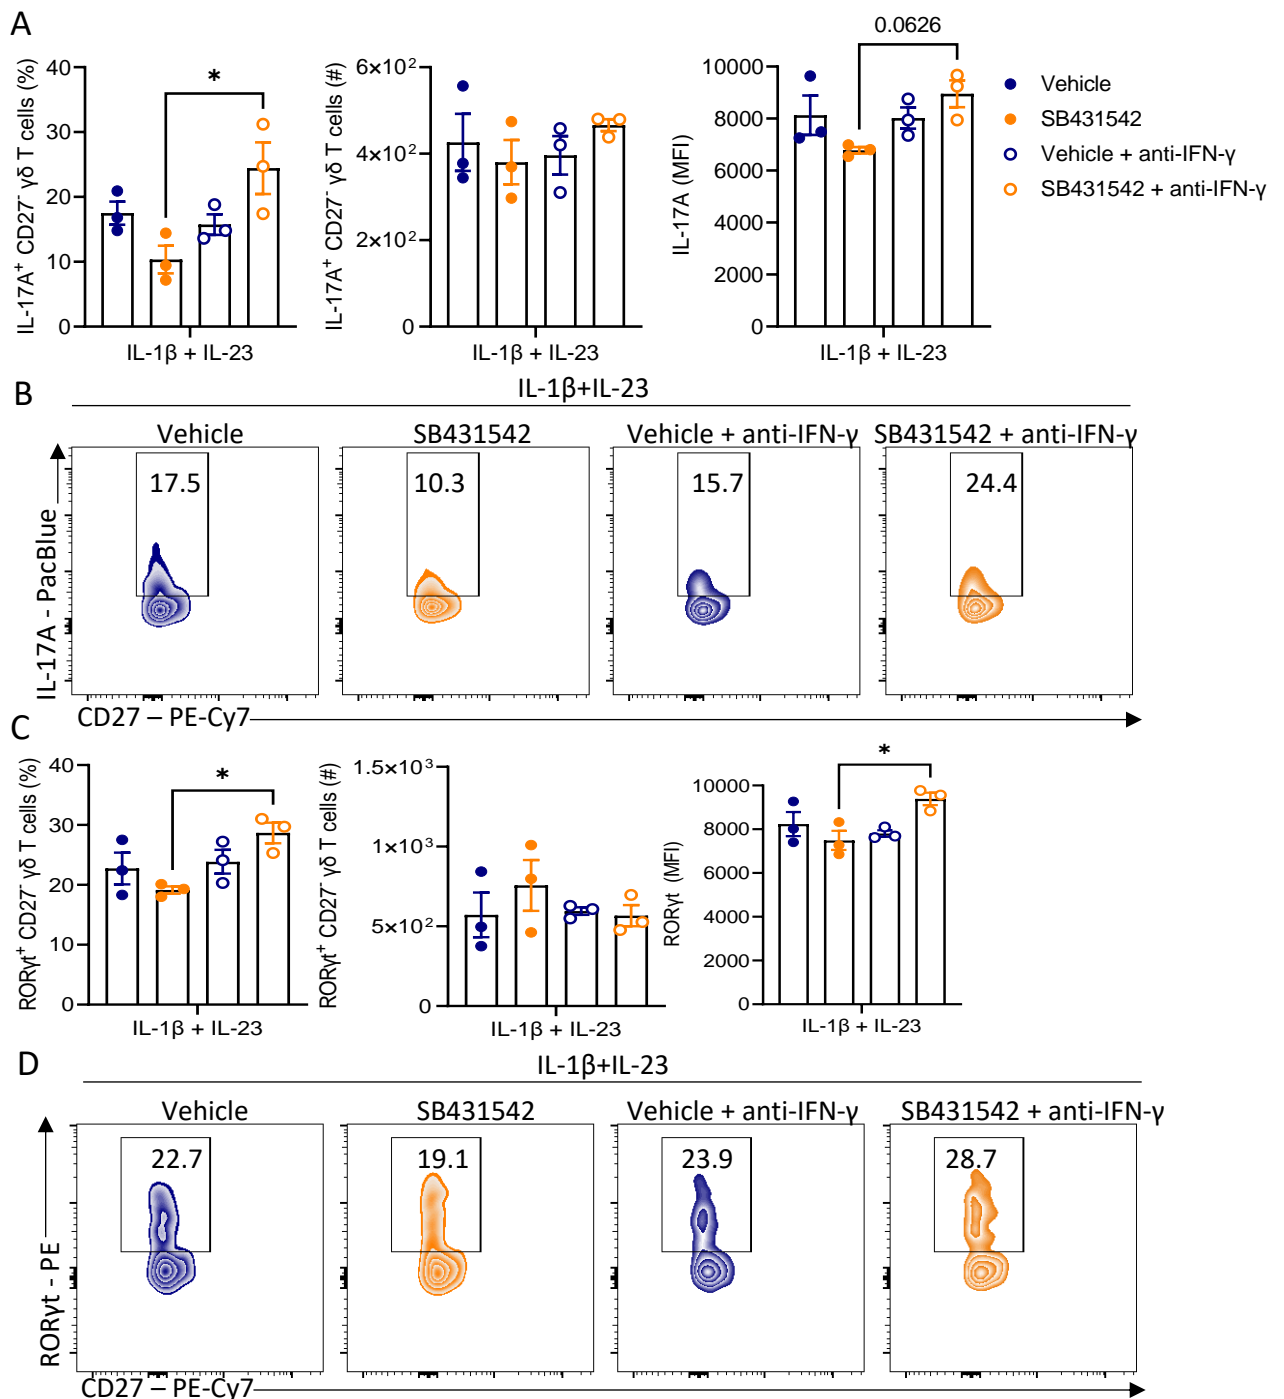 A
IL-17A⁺ CD27⁻ γδ T cells (%)
40
30
20
10
0
*
IL-1β + IL-23
IL-17A⁺ CD27⁻ γδ T cells (#)
6×10²
4×10²
2×10²
0
IL-1β + IL-23
IL-17A (MFI)
10000
8000
6000
4000
2000
0
0.0626
IL-1β + IL-23
Vehicle
SB431542
Vehicle + anti-IFN-γ
SB431542 + anti-IFN-γ
B
IL-1β+IL-23
Vehicle
SB431542
Vehicle + anti-IFN-γ
SB431542 + anti-IFN-γ
17.5
10.3
15.7
24.4
IL-17A - PacBlue
CD27 – PE-Cy7
C
RORγt⁺ CD27⁻ γδ T cells (%)
40
30
20
10
0
*
IL-1β + IL-23
RORγt⁺ CD27⁻ γδ T cells (#)
1.5×10³
1×10³
5×10²
0
IL-1β + IL-23
RORγt (MFI)
10000
8000
6000
4000
2000
0
*
IL-1β + IL-23
D
IL-1β+IL-23
Vehicle
SB431542
Vehicle + anti-IFN-γ
SB431542 + anti-IFN-γ
22.7
19.1
23.9
28.7
RORγt - PE
CD27 – PE-Cy7